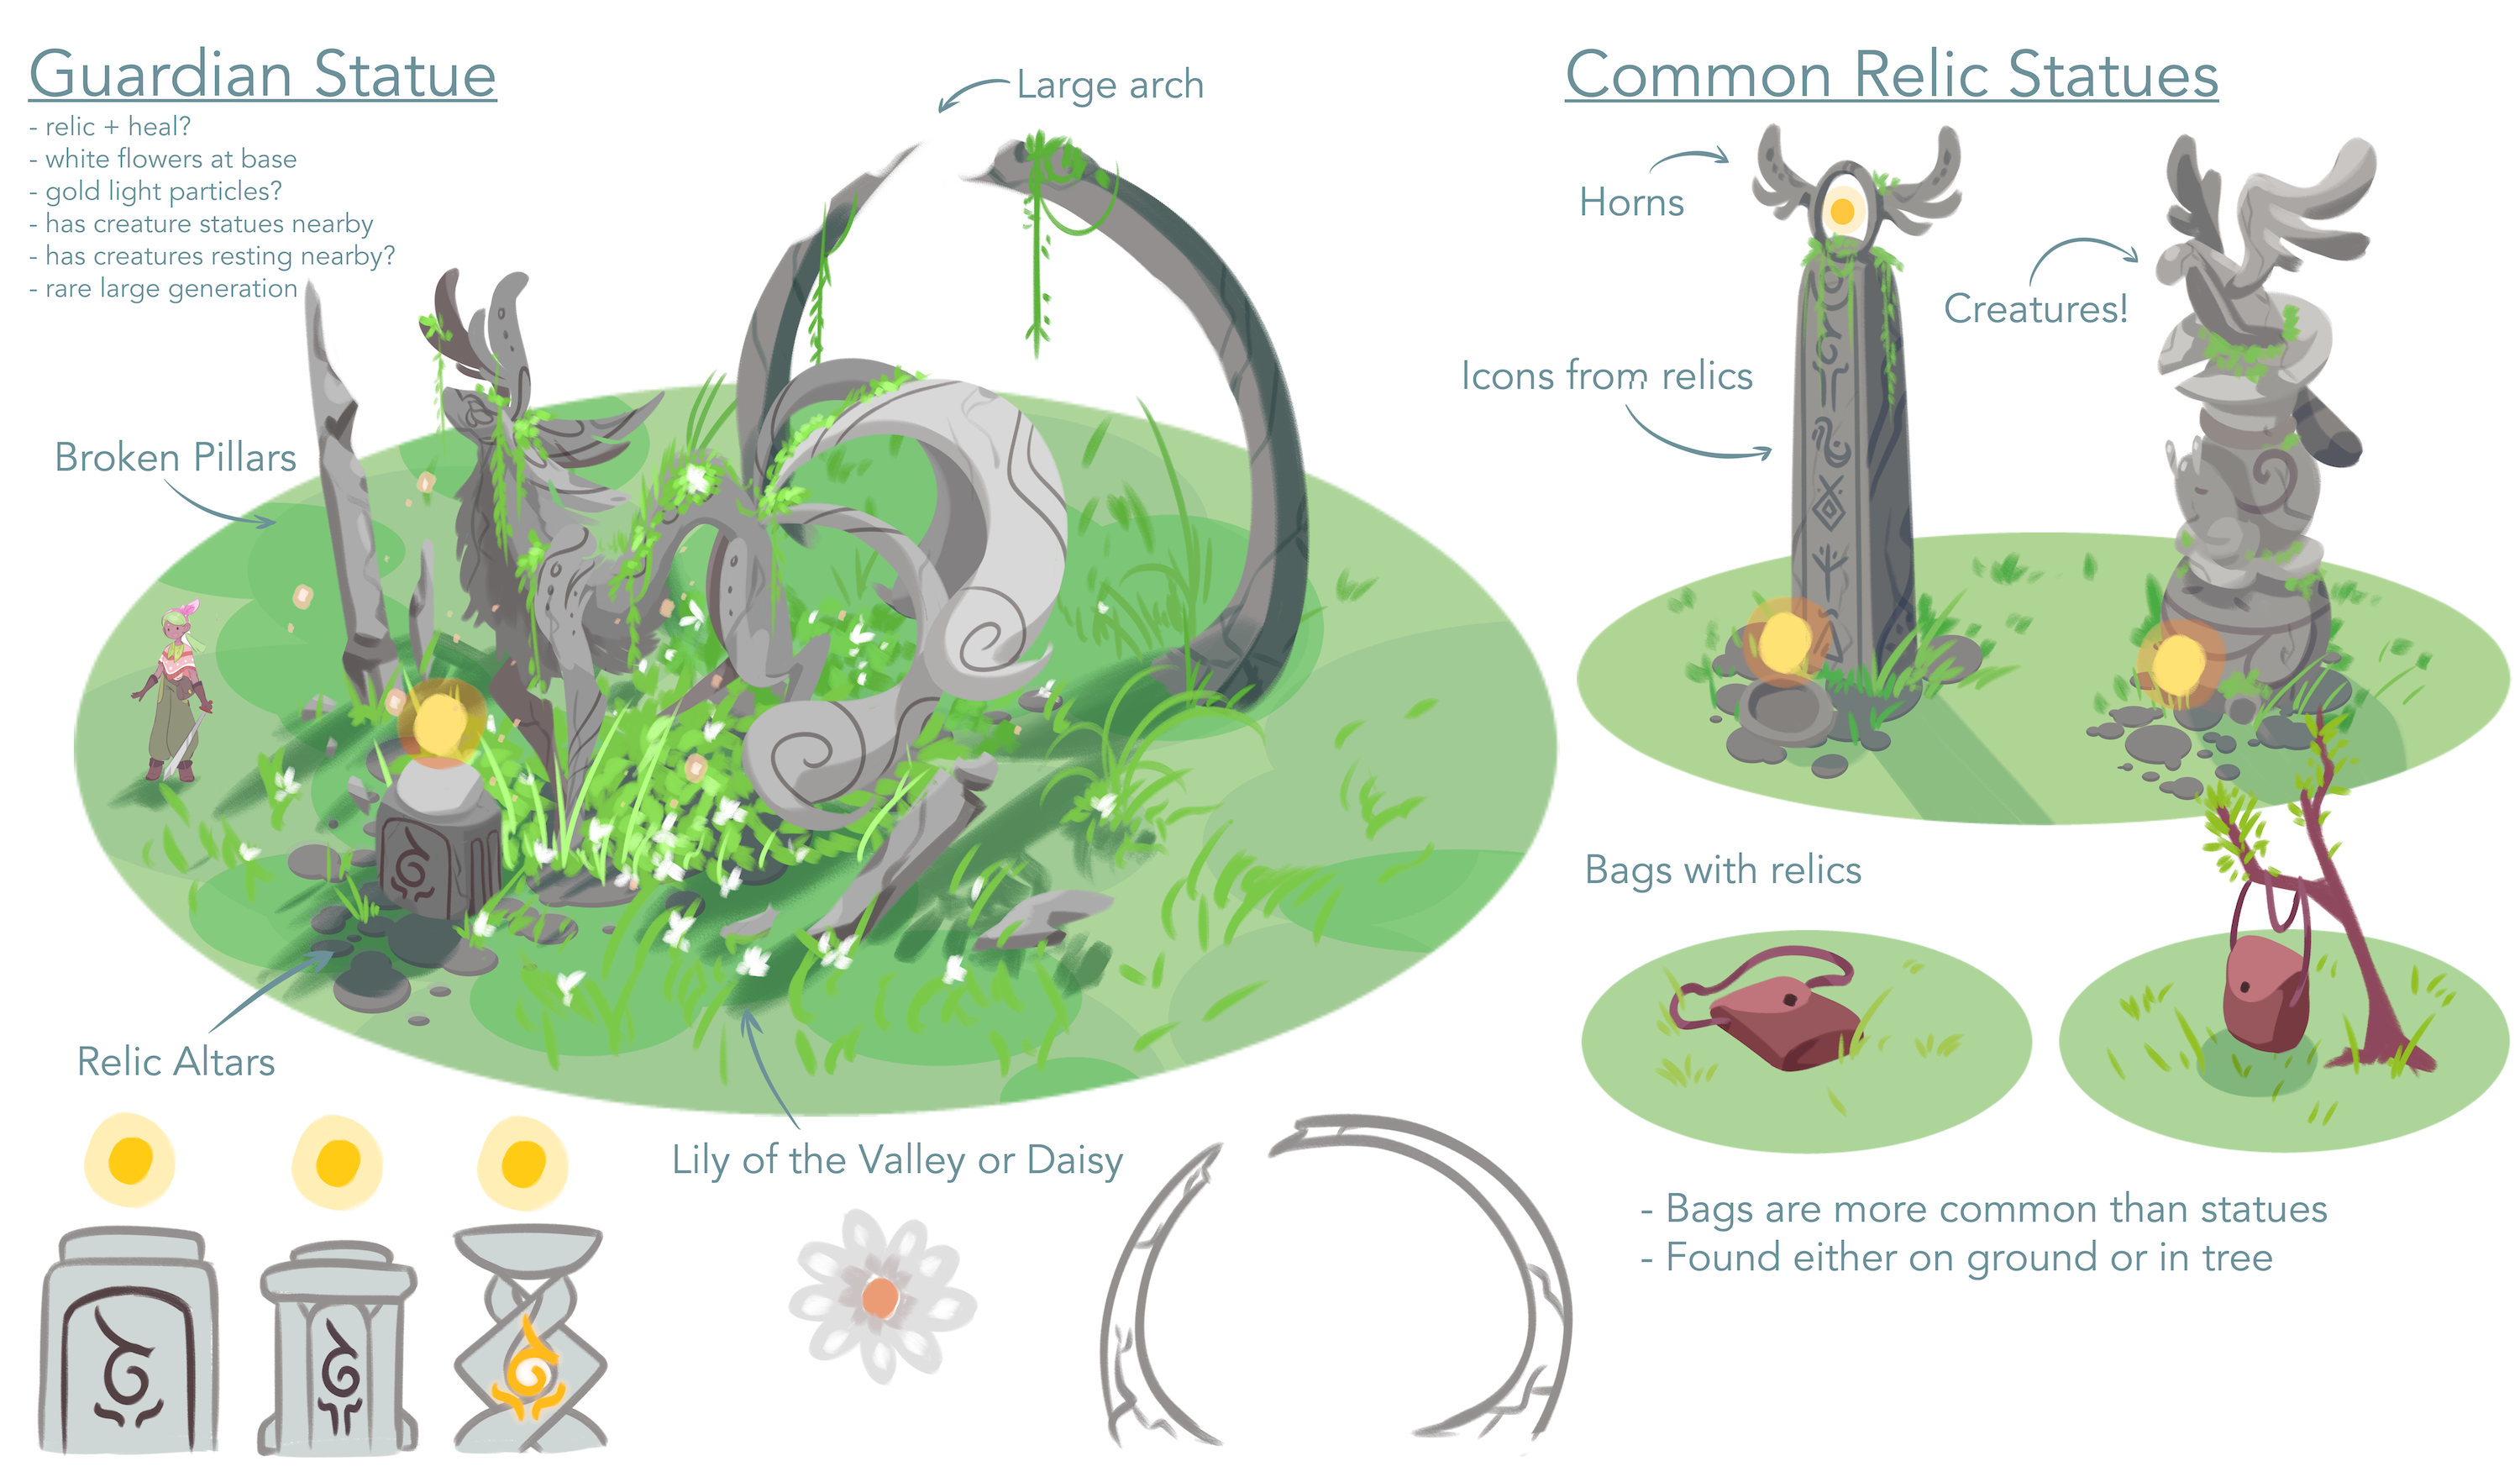 Guardian Statue
- relic + heal?
- white flowers at base
- gold light particles?
- has creature statues nearby
- has creatures resting nearby?
- rare large generation
Large arch
Broken Pillars
Relic Altars
Lily of the Valley or Daisy
Common Relic Statues
Horns
Creatures!
Icons from relics
Bags with relics
- Bags are more common than statues
- Found either on ground or in tree